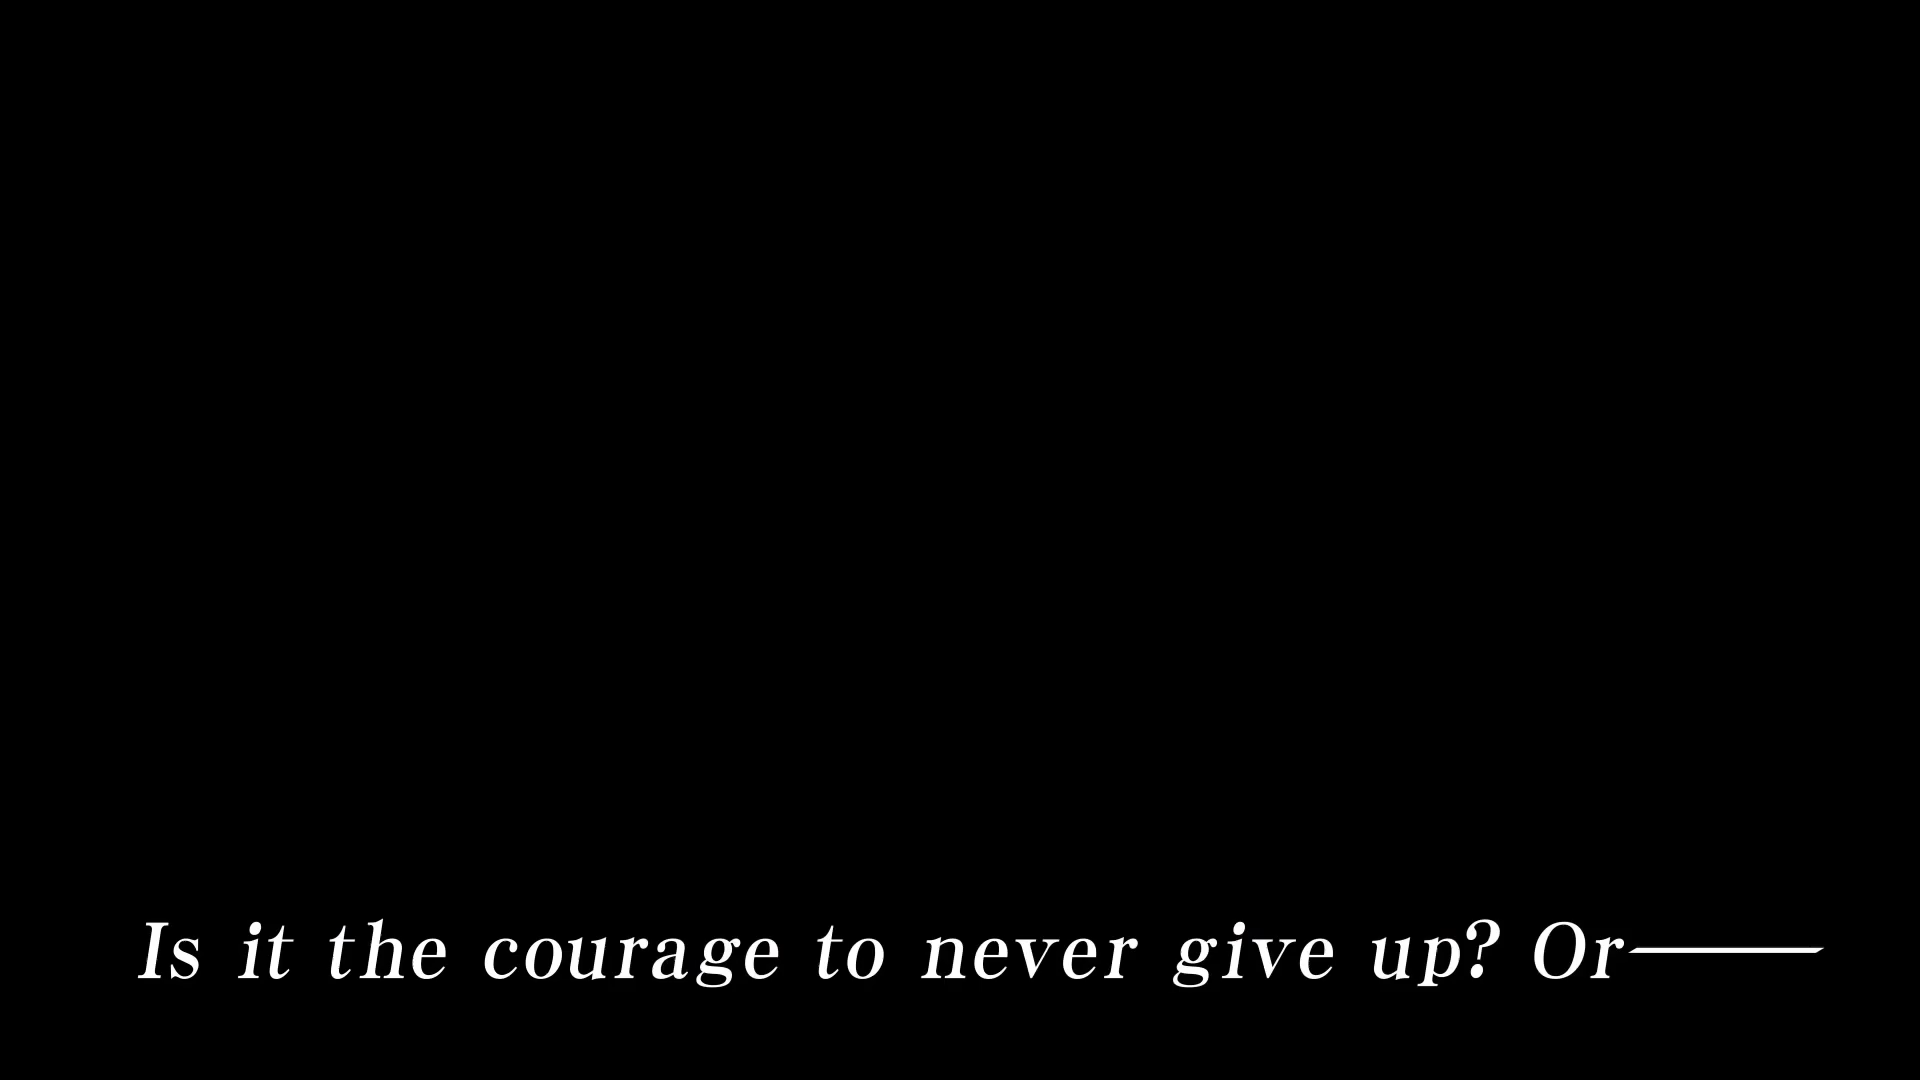 Is it the courage to never give up? Or——